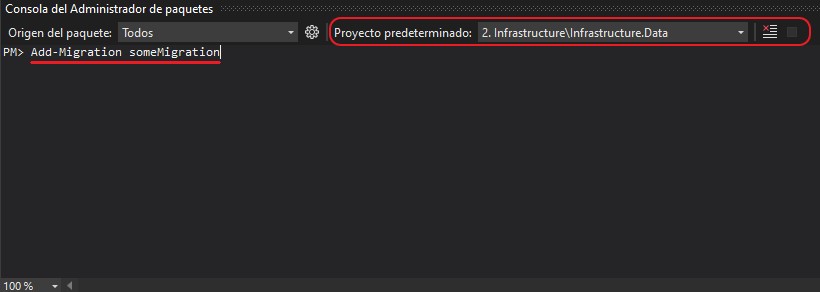 Consola del Administrador de paquetes
Origen del paquete: Todos Proyecto predeterminado: 2. Infrastructure\Infrastructure.Data
PM> Add-Migration someMigration
100 %